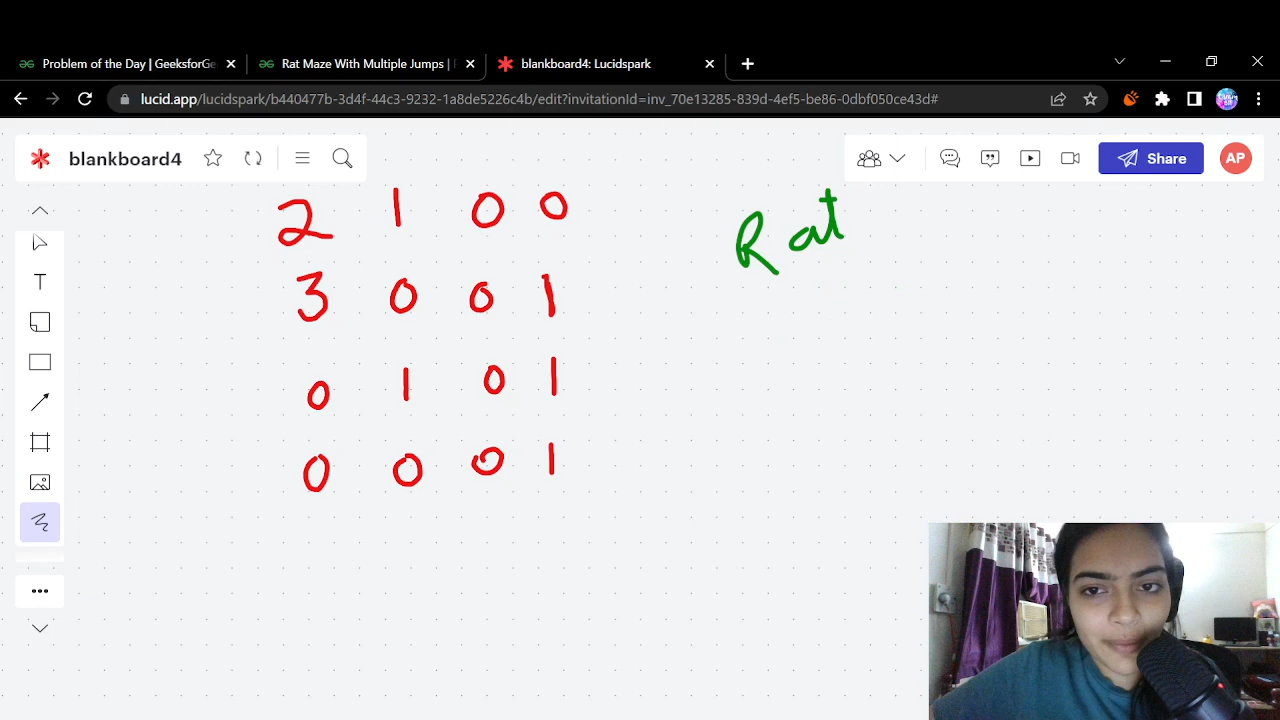 Problem of the Day | GeeksforGe
Rat Maze With Multiple Jumps |
blankboard4: Lucidspark
lucid.app/lucidspark/b440477b-3d4f-44c3-9232-1a8de5226c4b/edit?invitationId=inv_70e13285-839d-4ef5-be86-0dbf050ce43d#
blankboard4
Share
AP
T
2 1 0 0
Rat
3 0 0 1
0 1 0 1
0 0 0 1